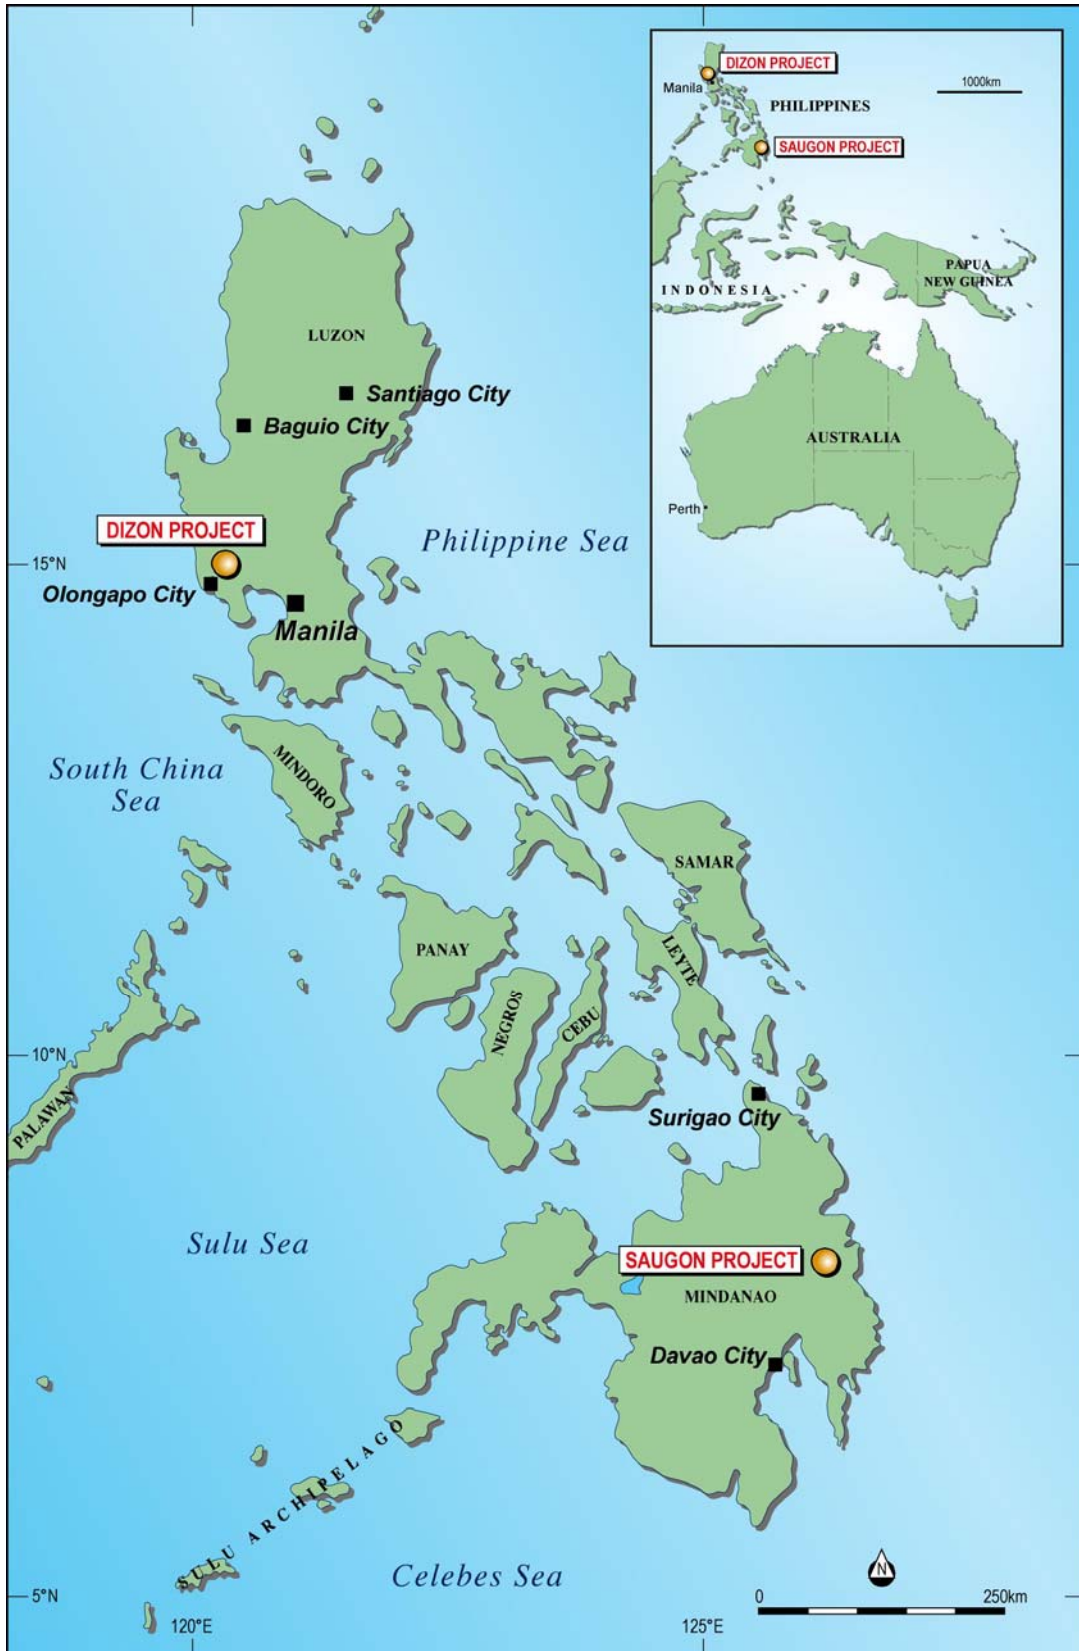 DIZON PROJECT
Manila
1000km
PHILIPPINES
SAUGON PROJECT
INDONESIA
PAPUA
NEW GUINEA
AUSTRALIA
Perth
LUZON
Santiago City
Baguio City
DIZON PROJECT
Philippine Sea
15°N
Olongapo City
Manila
South China
Sea
MINDORO
SAMAR
PANAY
LEYTE
NEGROS
CEBU
10°N
PALAWAN
Surigao City
Sulu Sea
SAUGON PROJECT
MINDANAO
Davao City
SULU ARCHIPELAGO
Celebes Sea
N
5°N
0
250km
120°E
125°E